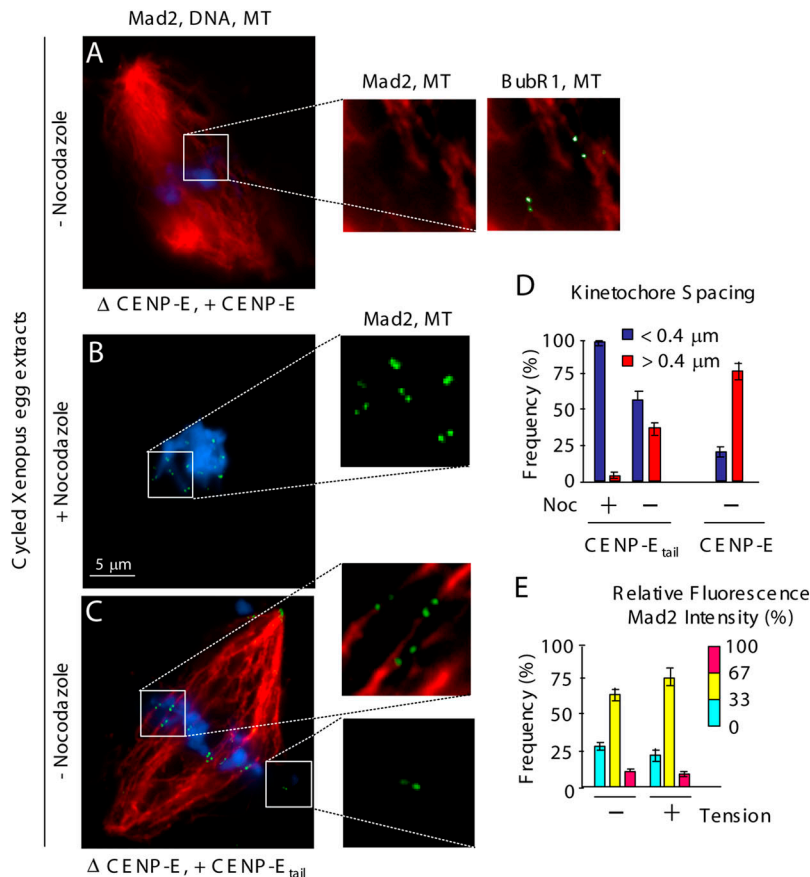 Mad2, DNA, MT
A
Mad2, MT
BubR1, MT
- Nocodazole
Δ CENP-E, + CENP-E
Cycled Xenopus egg extracts
B
Mad2, MT
+ Nocodazole
5 μm
C
- Nocodazole
Δ CENP-E, + CENP-Etail
D
Kinetochore Spacing
< 0.4 μm
> 0.4 μm
Frequency (%)
100
75
50
25
0
Noc + − −
CENP-Etail CENP-E
E
Relative Fluorescence
Mad2 Intensity (%)
100
67
33
0
Frequency (%)
100
75
50
25
0
− + Tension